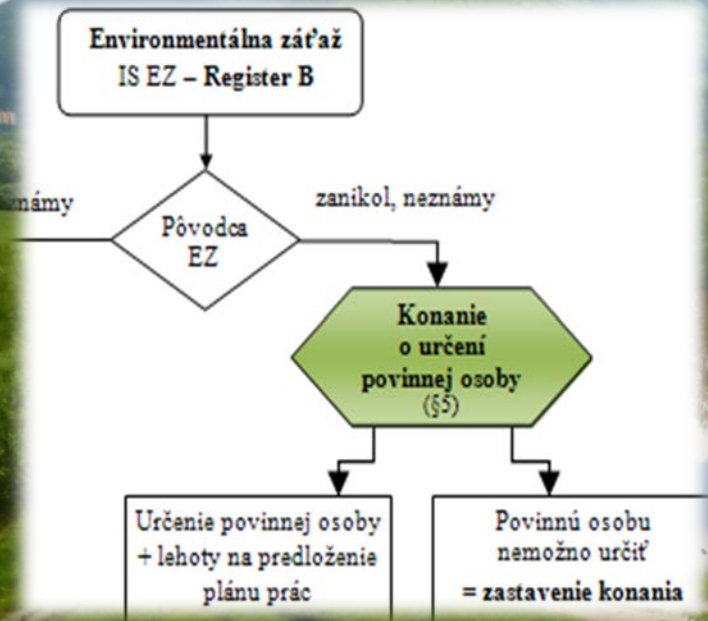 Environmentálna záťaž
IS EZ – Register B
známy
zanikol, neznámy
Pôvodca
EZ
Konanie
o určení
povinnej osoby
(§5)
Určenie povinnej osoby
+ lehoty na predloženie
plánu prác
Povinnú osobu
nemožno určiť
= zastavenie konania